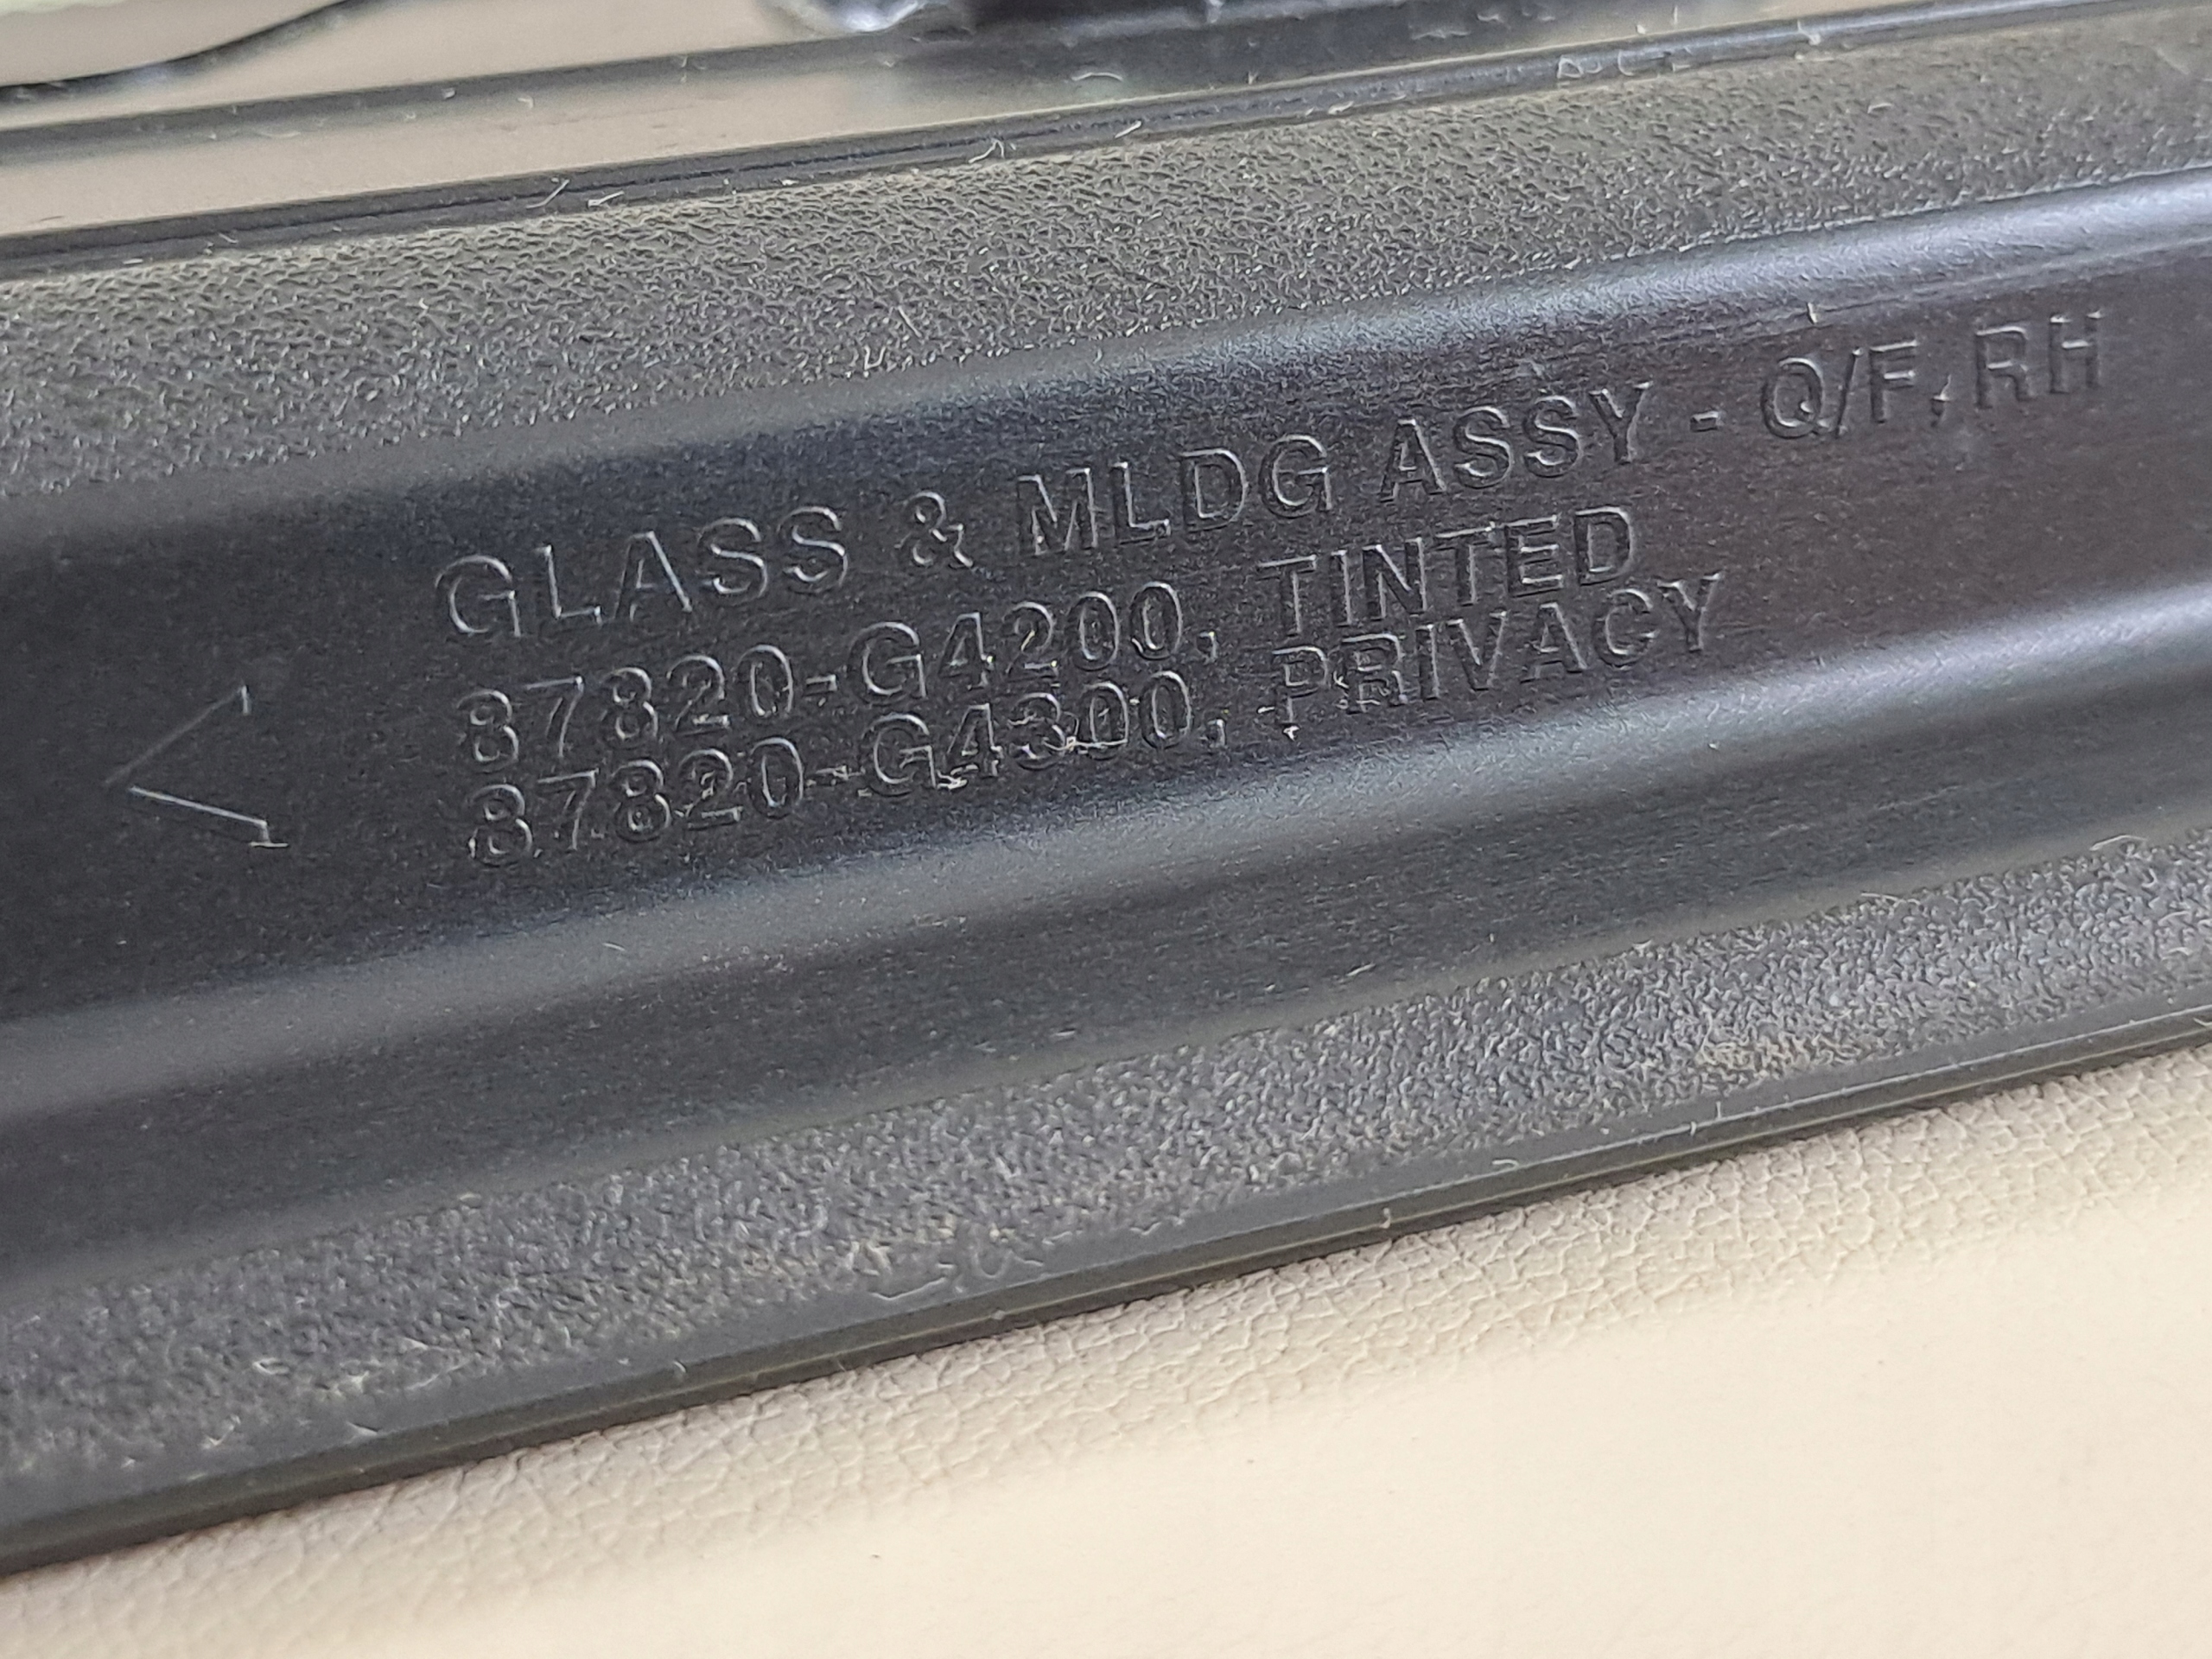 GLASS & MLDG ASSY - Q/F, RH
87820-G4200, TINTED
87820-G4300, PRIVACY